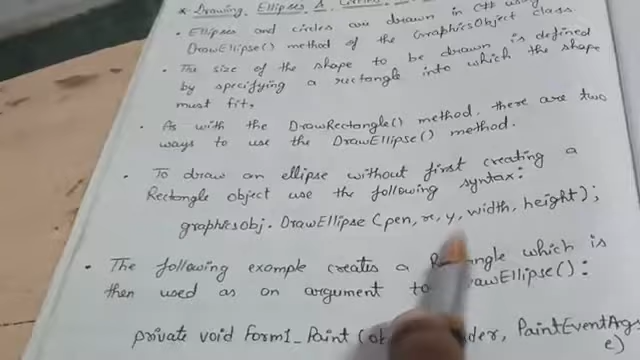 * Drawing Ellipses &
• Ellipses and circles are drawn in C# using
DrawEllipse() method of the GraphicsObject class.
• The size of the shape to be drawn is defined
by specifying a rectangle into which the shape
must fit.
• As with the DrawRectangle() method, there are two
ways to use the DrawEllipse() method.
• To draw an ellipse without first creating a
Rectangle object use the following syntax:
graphicsobj. DrawEllipse (pen, x, y, width, height);
• The following example creates a Rectangle which is
then used as an argument to DrawEllipse():
private void Form1_Paint ( PaintEventArgs
e)